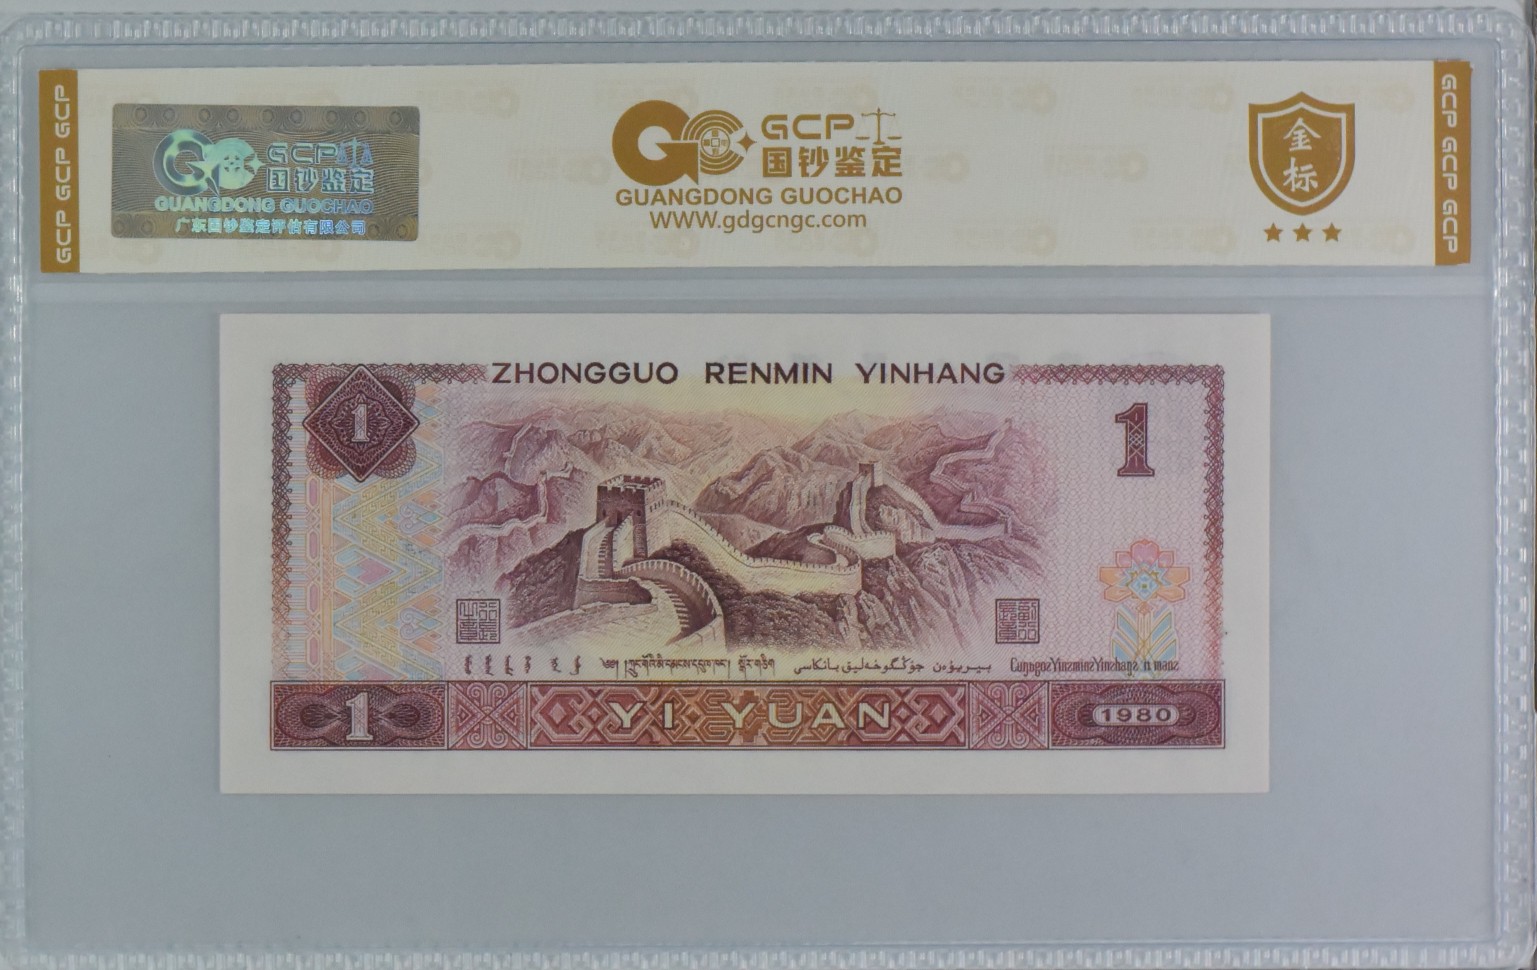 GCP GCP GCP GCP
GCP
国钞鉴定
GUANGDONG GUOCHAO
广东国钞鉴定评估有限公司
GCP
国钞鉴定
GUANGDONG GUOCHAO
WWW.gdgcngc.com
金标
GCP GCP GCP GCP
ZHONGGUO RENMIN YINHANG
1
1
1 YI YUAN 1980